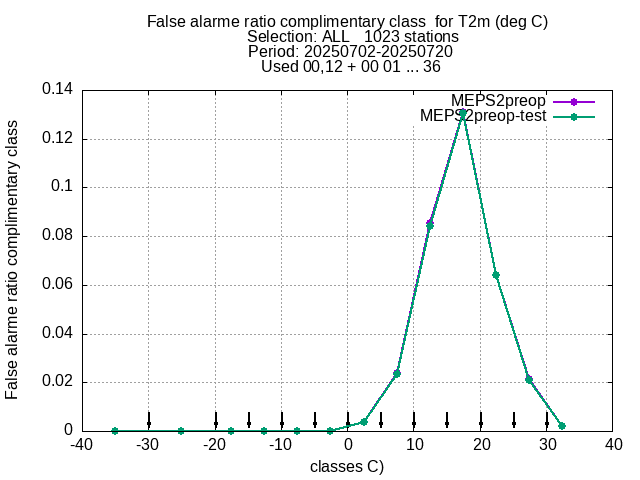 False alarme ratio complimentary class  for T2m (deg C)
Selection: ALL   1023 stations
Period: 20250702-20250720
Used 00,12 + 00 01 ... 36
MEPS2preop
MEPS2preop-test
False alarme ratio complimentary class
0.14
0.12
0.1
0.08
0.06
0.04
0.02
0
-40 -30 -20 -10 0 10 20 30 40
classes C)